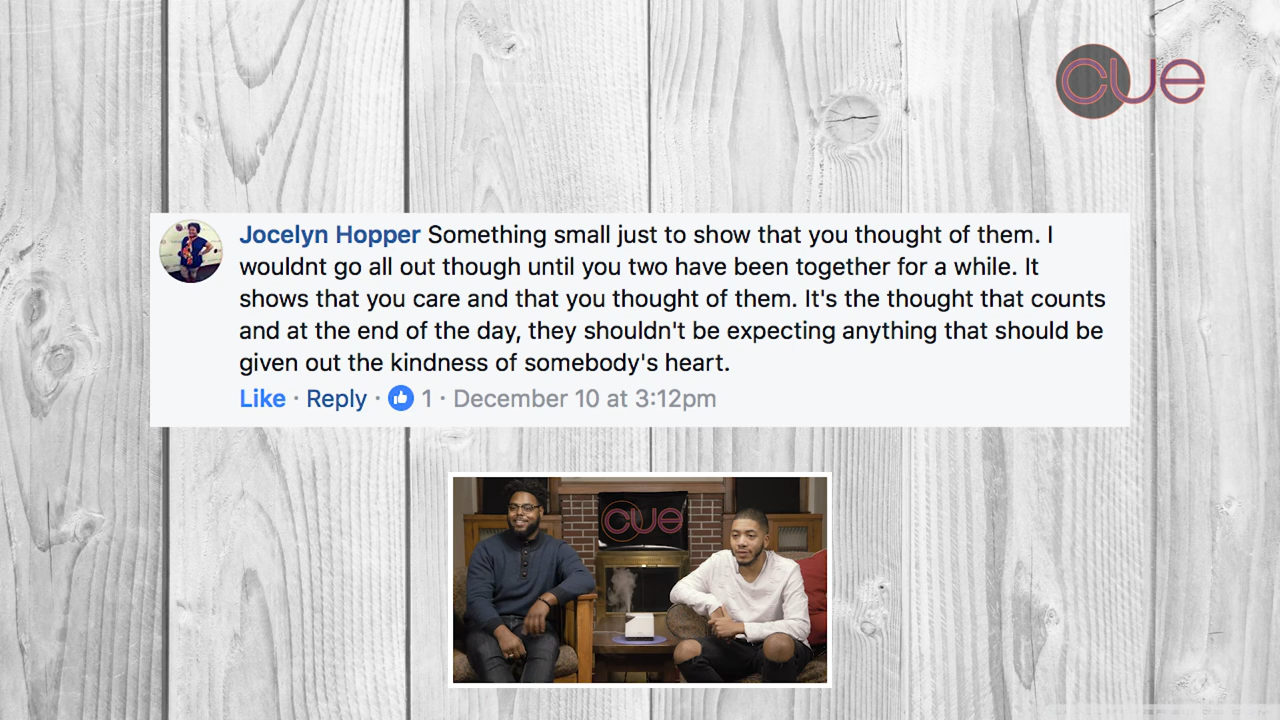 cue
Jocelyn Hopper Something small just to show that you thought of them. I
wouldnt go all out though until you two have been together for a while. It
shows that you care and that you thought of them. It's the thought that counts
and at the end of the day, they shouldn't be expecting anything that should be
given out the kindness of somebody's heart.
Like · Reply · 1 · December 10 at 3:12pm
cue